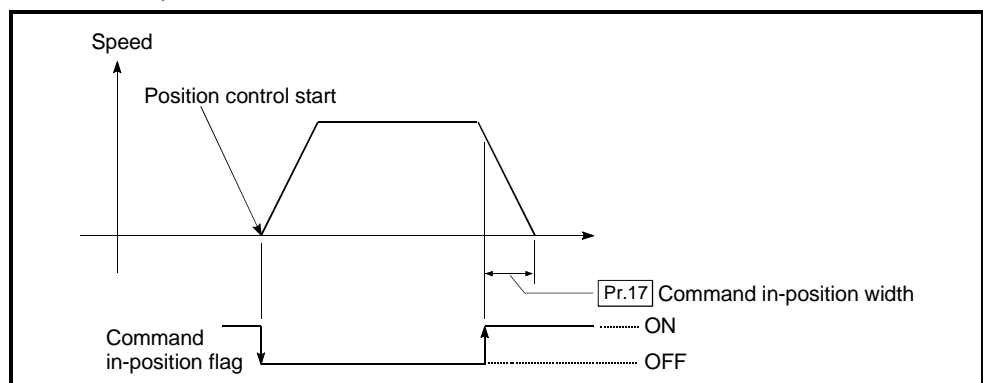 Speed
Position control start
Pr.17 Command in-position width
ON
Command
in-position flag
OFF